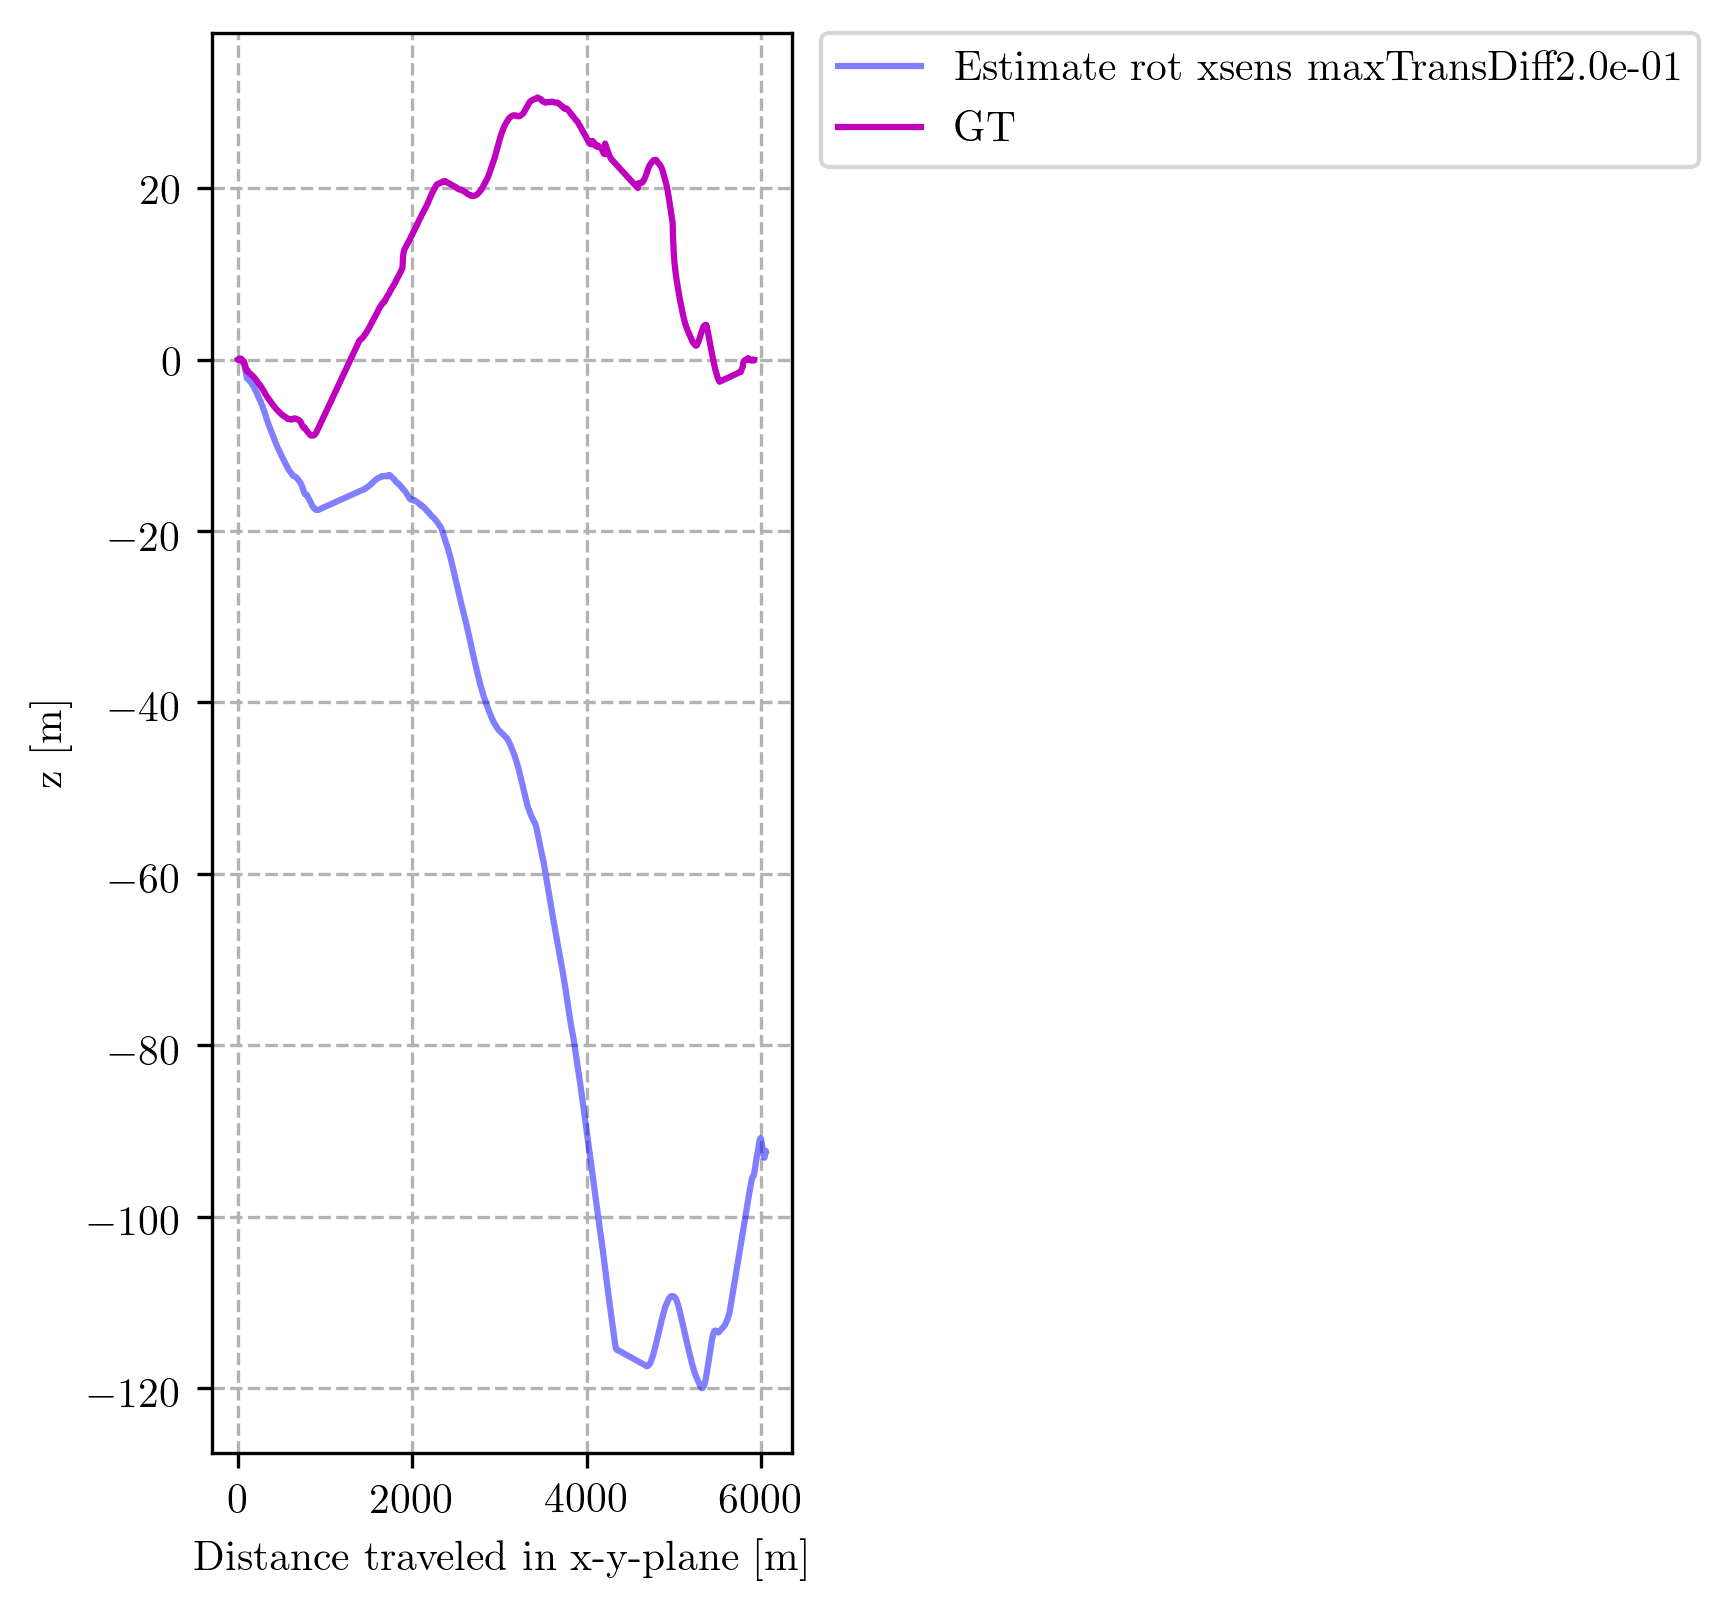 Estimate rot xsens maxTransDiff2.0e-01
GT
20
0
−20
−40
−60
−80
−100
−120
z [m]
0 2000 4000 6000
Distance traveled in x-y-plane [m]